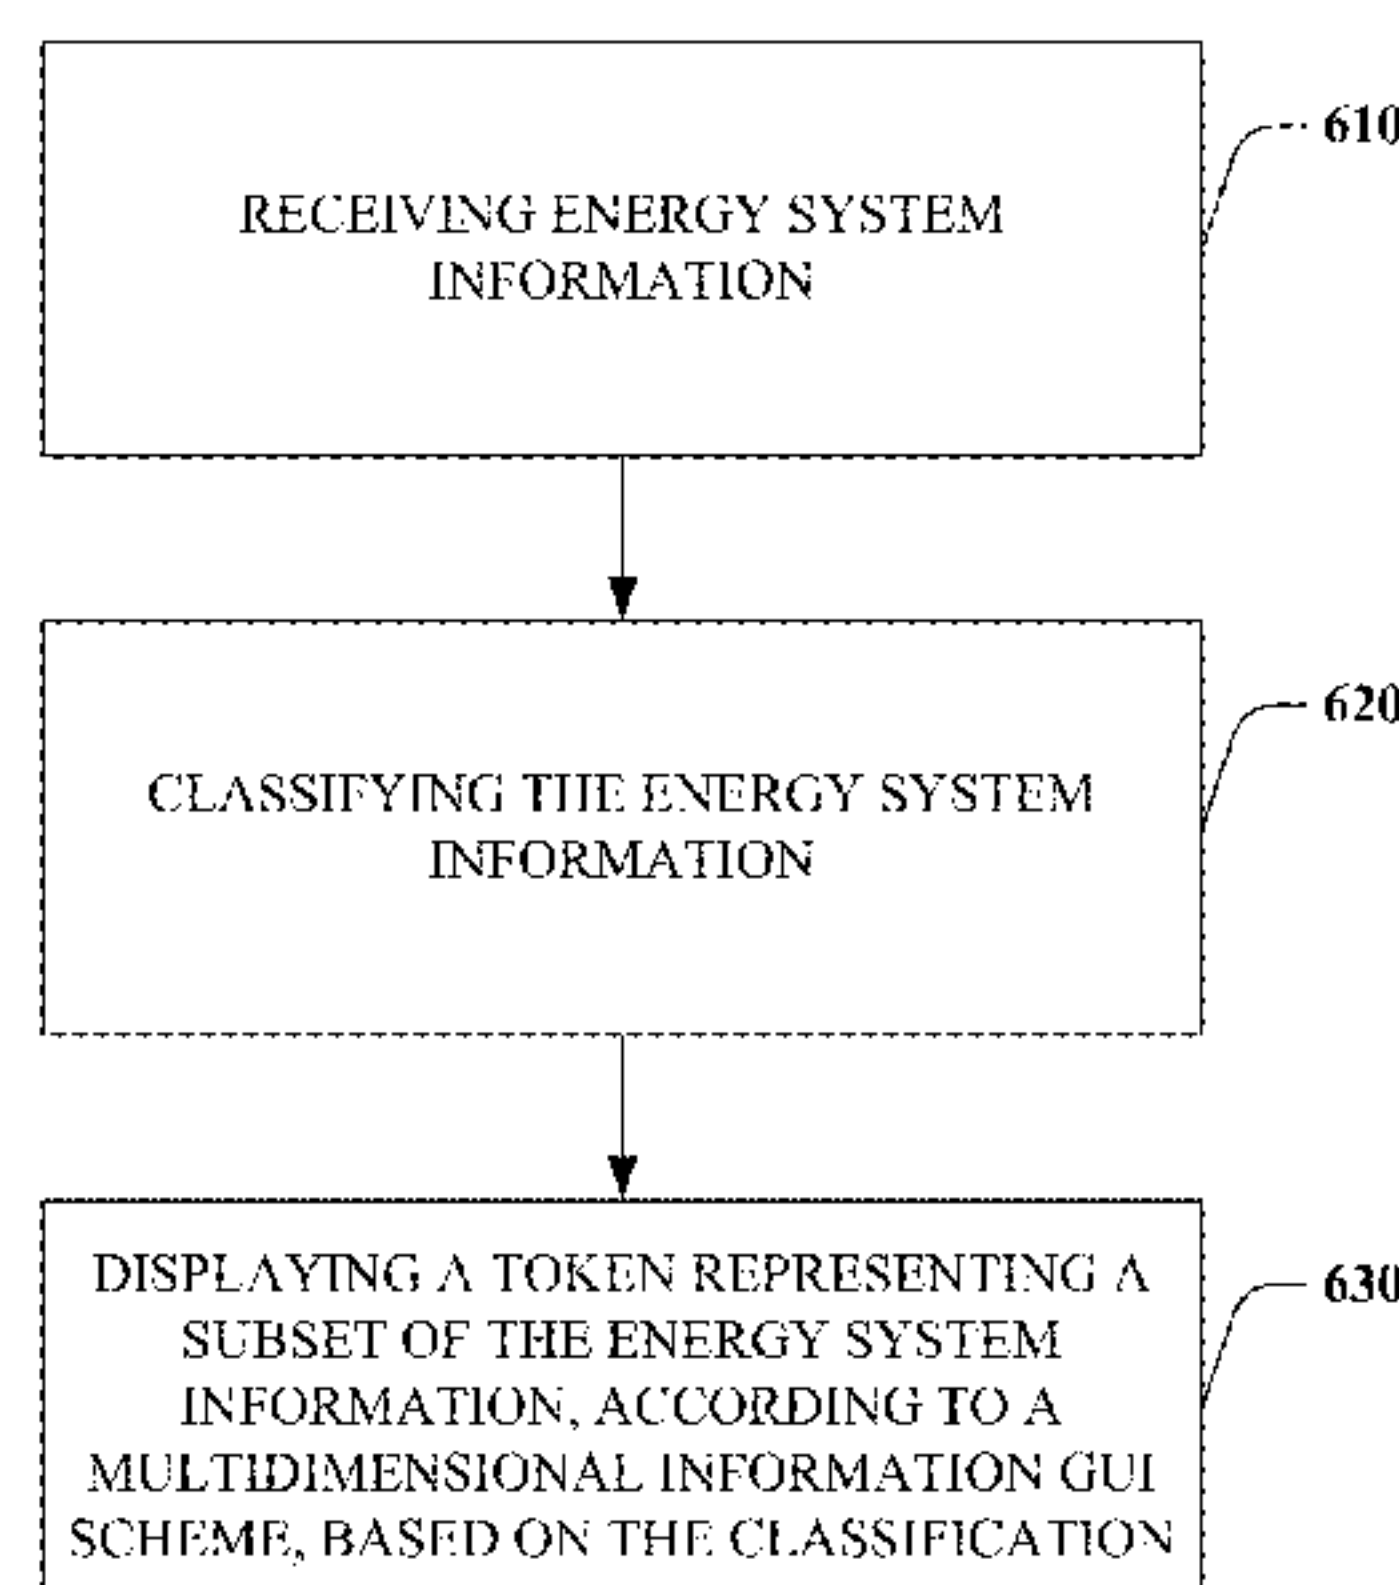 RECEIVING ENERGY SYSTEM
INFORMATION
610
CLASSIFYING THE ENERGY SYSTEM
INFORMATION
620
DISPLAYING A TOKEN REPRESENTING A
SUBSET OF THE ENERGY SYSTEM
INFORMATION, ACCORDING TO A
MULTIDIMENSIONAL INFORMATION GUI
SCHEME, BASED ON THE CLASSIFICATION
630